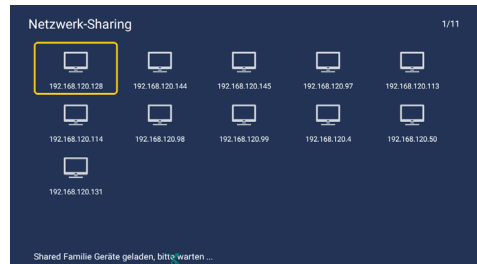 Netzwerk-Sharing 1/11
192.168.120.128 192.168.120.144 192.168.120.145 192.168.120.97 192.168.120.113
192.168.120.114 192.168.120.98 192.168.120.99 192.168.120.4 192.168.120.50
192.168.120.131
Shared Familie Geräte geladen, bitte warten ...